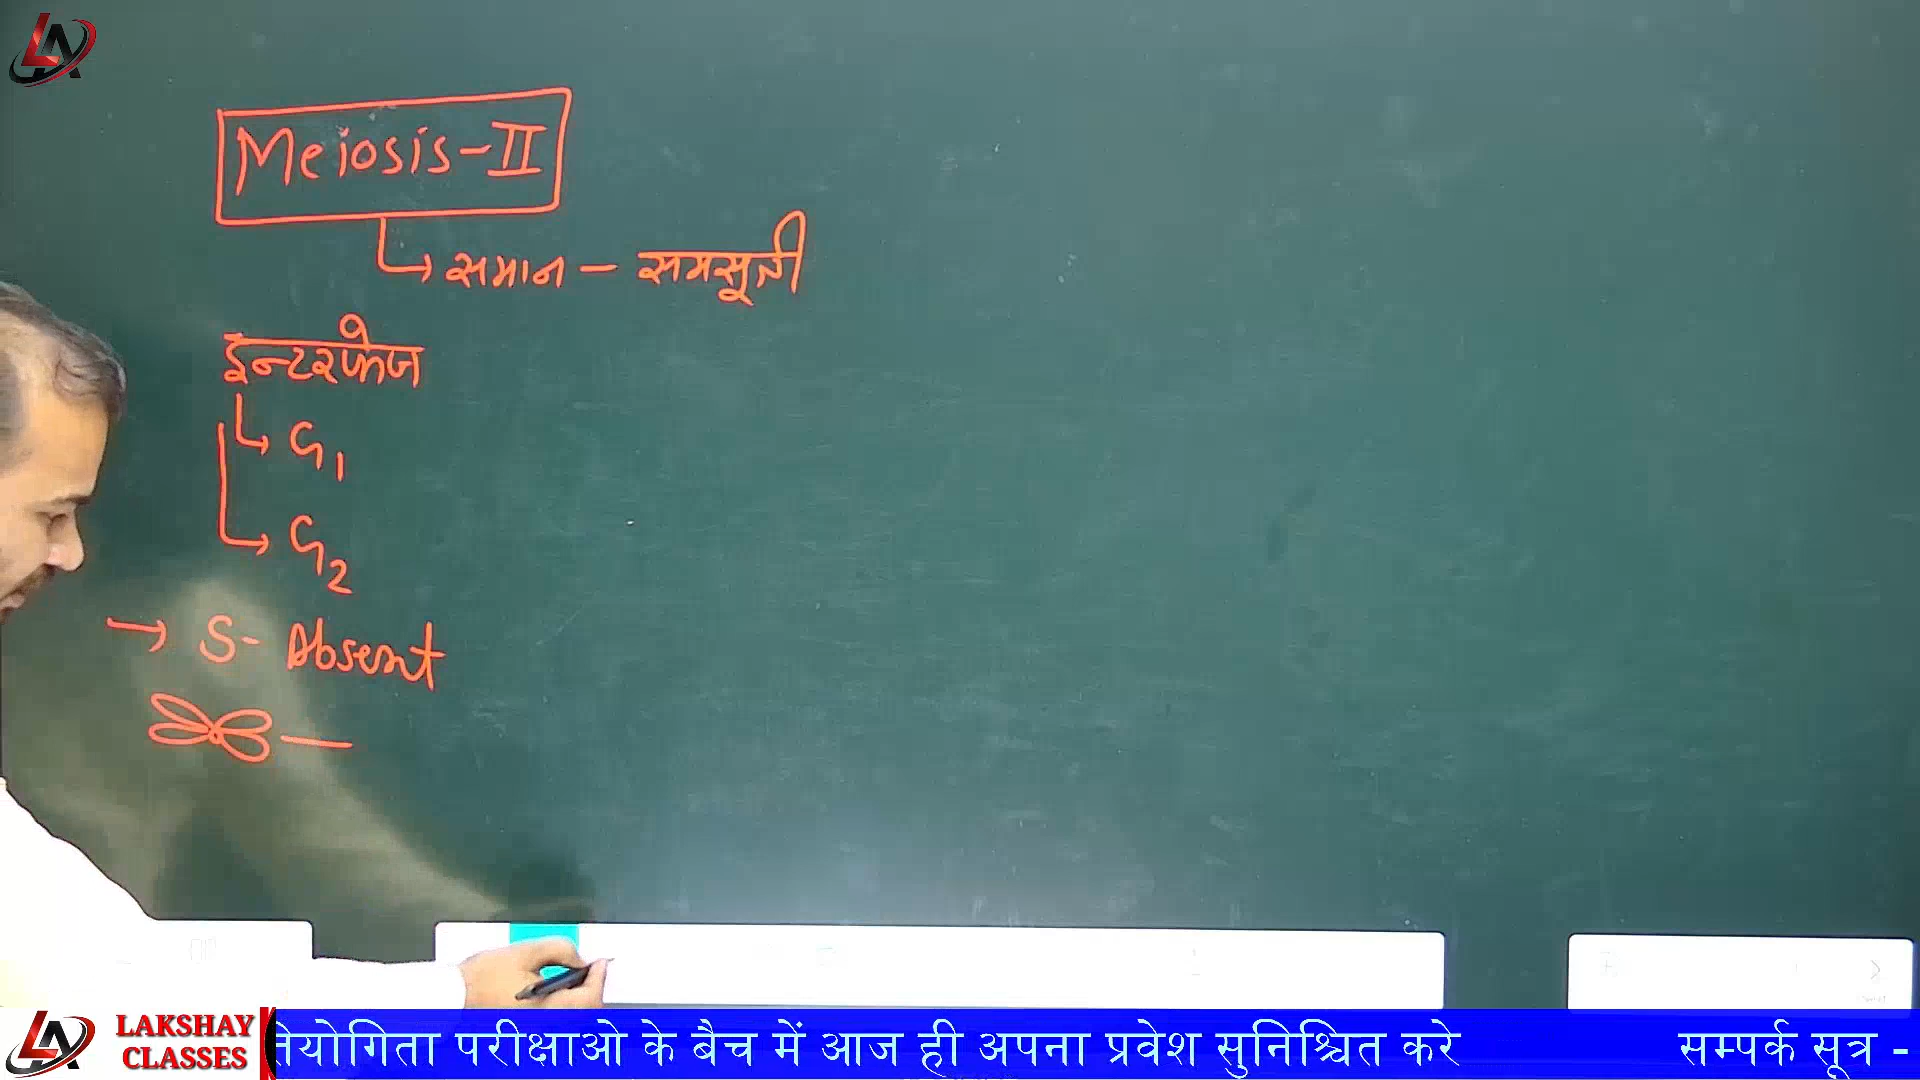 Meiosis-II
समान - समसूत्री
इन्टरफेज
G1
G2
S- Absent
LAKSHAY
CLASSES
तियोगिता परीक्षाओ के बैच में आज ही अपना प्रवेश सुनिश्चित करे
सम्पर्क सूत्र -